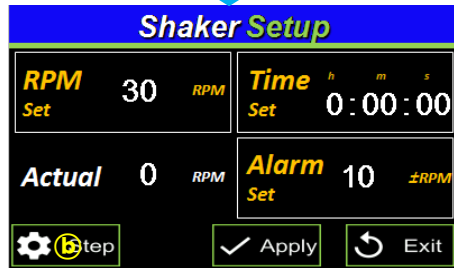 Shaker Setup
RPM Set 30 RPM
Time Set h m s 0:00:00
Actual 0 RPM
Alarm Set 10 ±RPM
b Step
Apply
Exit